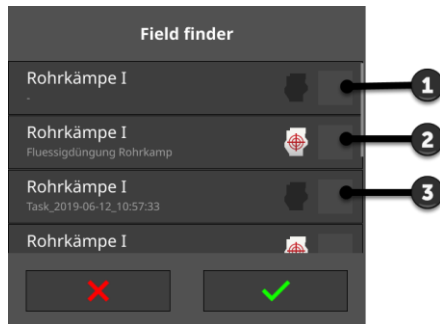 Field finder
Rohrkämpe I
-
1
Rohrkämpe I
Fluessigdüngung Rohrkamp
2
Rohrkämpe I
Task_2019-06-12_10:57:33
3
Rohrkämpe I